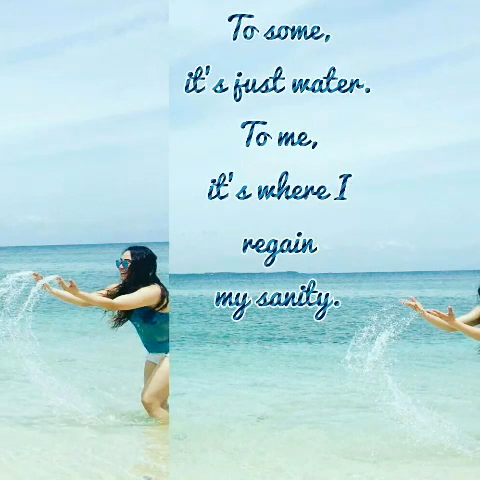 To some,
it's just water.
To me,
it's where I
regain
my sanity.